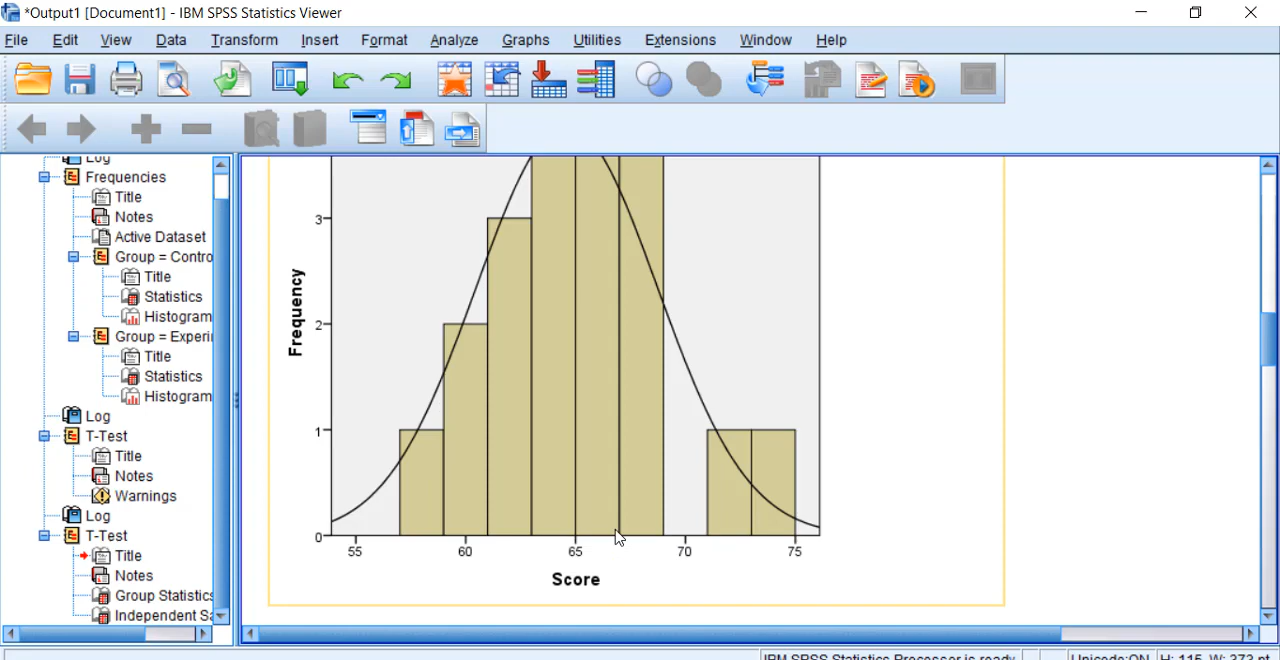 *Output1 [Document1] - IBM SPSS Statistics Viewer
File Edit View Data Transform Insert Format Analyze Graphs Utilities Extensions Window Help
Log
Frequencies
Title
Notes
Active Dataset
Group = Contro
Title
Statistics
Histogram
Group = Experi
Title
Statistics
Histogram
Log
T-Test
Title
Notes
Warnings
Log
T-Test
Title
Notes
Group Statistics
Independent Sa
Frequency
3
2
1
0
55 60 65 70 75
Score
IBM SPSS Statistics Processor is ready Unicode:ON H: 115, W: 373 pt